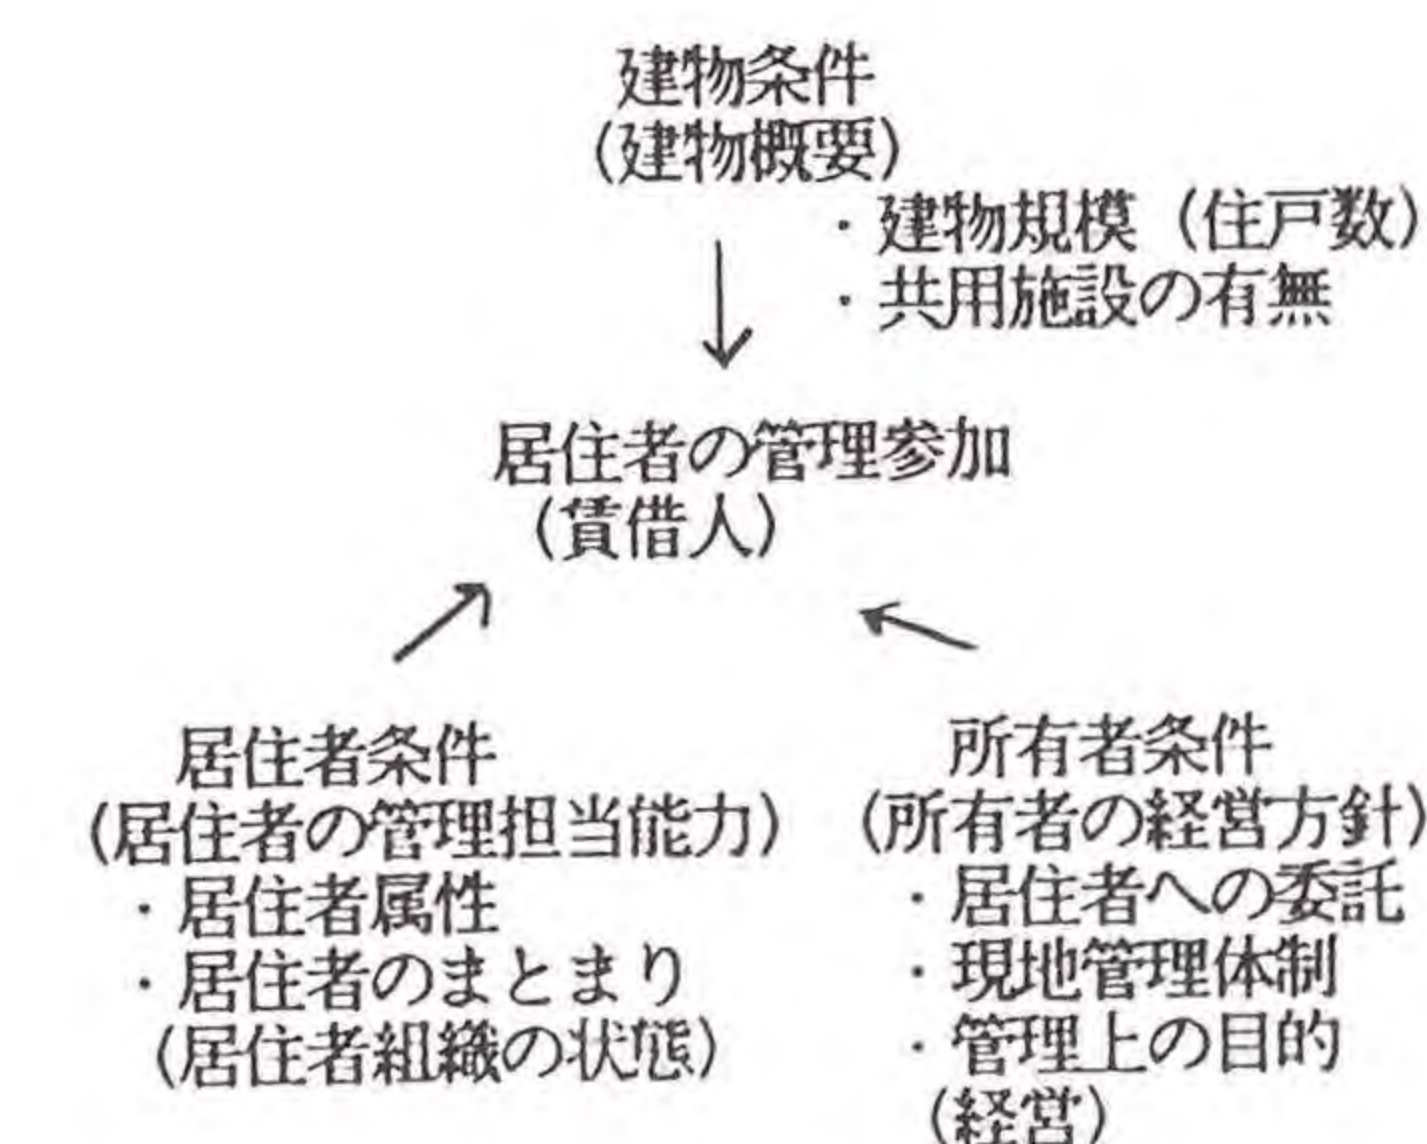 建物条件
(建物概要)
・建物規模（住戸数)
・共用施設の有無
居住者の管理参加
(賃借人)
居住者条件
(居住者の管理担当能力)
・居住者属性
・居住者のまとまり
(居住者組織の状態)
所有者条件
(所有者の経営方針)
・居住者への委託
・現地管理体制
・管理上の目的
(経営)